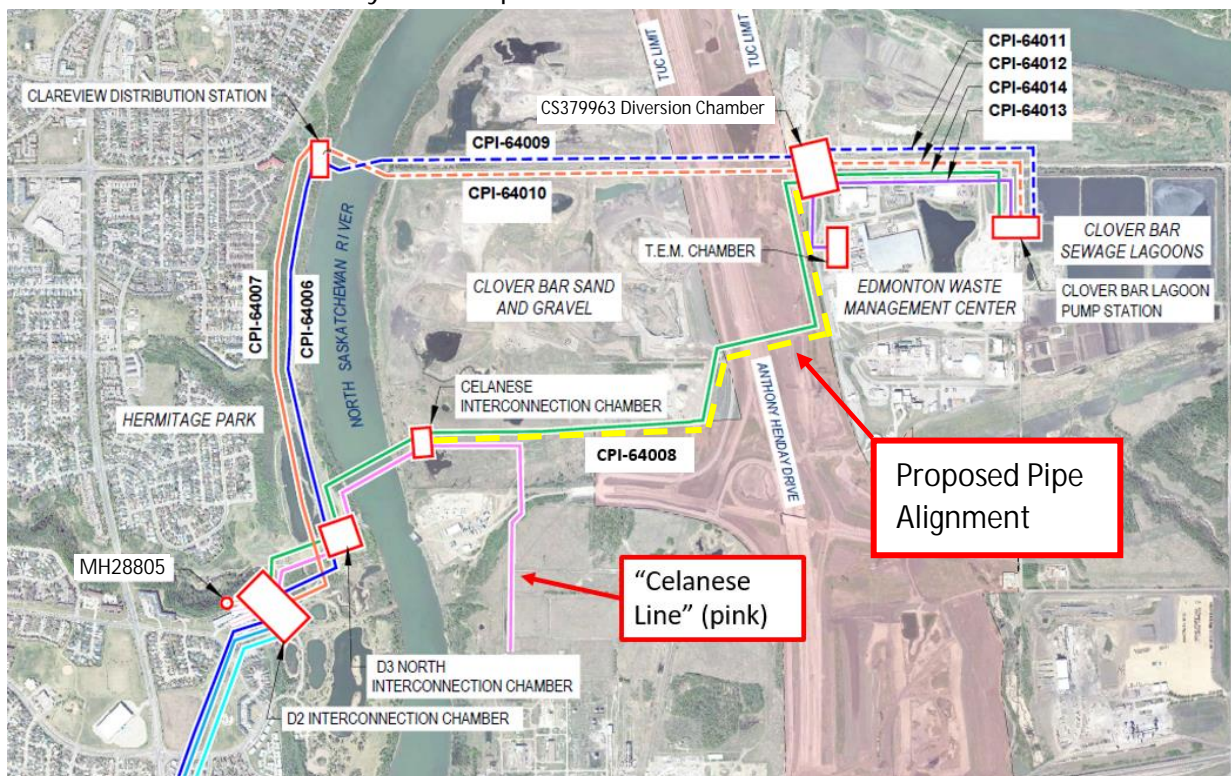 TUC LIMIT
TUC LIMIT
CPI-64011
CPI-64012
CPI-64014
CPI-64013
CLAREVIEW DISTRIBUTION STATION
CS379963 Diversion Chamber
CPI-64009
CPI-64010
CPI-64007
CPI-64006
NORTH SASKATCHEWAN RIVER
T.E.M. CHAMBER
CLOVER BAR
SEWAGE LAGOONS
CLOVER BAR SAND
AND GRAVEL
EDMONTON WASTE
MANAGEMENT CENTER
CLOVER BAR LAGOON
PUMP STATION
HERMITAGE PARK
CELANESE
INTERCONNECTION CHAMBER
ANTHONY HENDAY DRIVE
CPI-64008
Proposed Pipe
Alignment
MH28805
“Celanese
Line” (pink)
D3 NORTH
INTERCONNECTION CHAMBER
D2 INTERCONNECTION CHAMBER